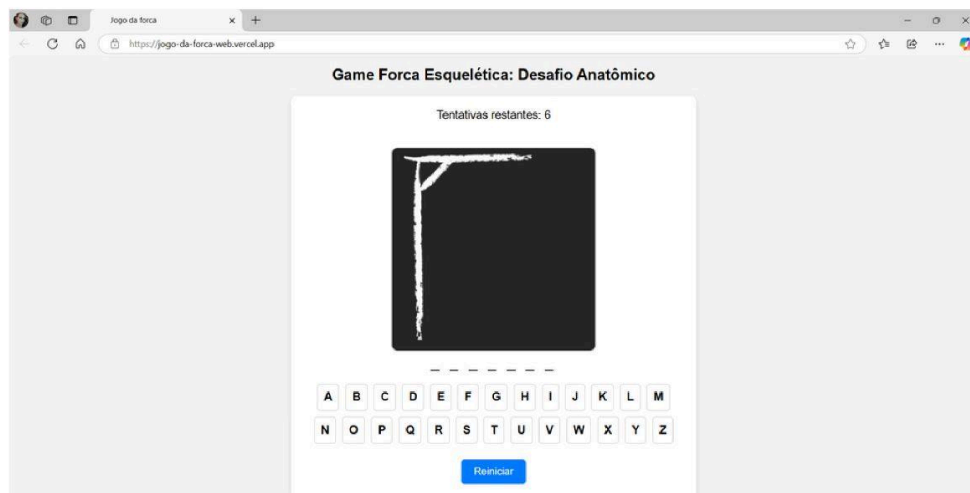 Jogo da forca
https://jogo-da-forca-web.vercel.app
Game Forca Esquelética: Desafio Anatômico
Tentativas restantes: 6
_ _ _ _ _ _ _
A B C D E F G H I J K L M
N O P Q R S T U V W X Y Z
Reiniciar